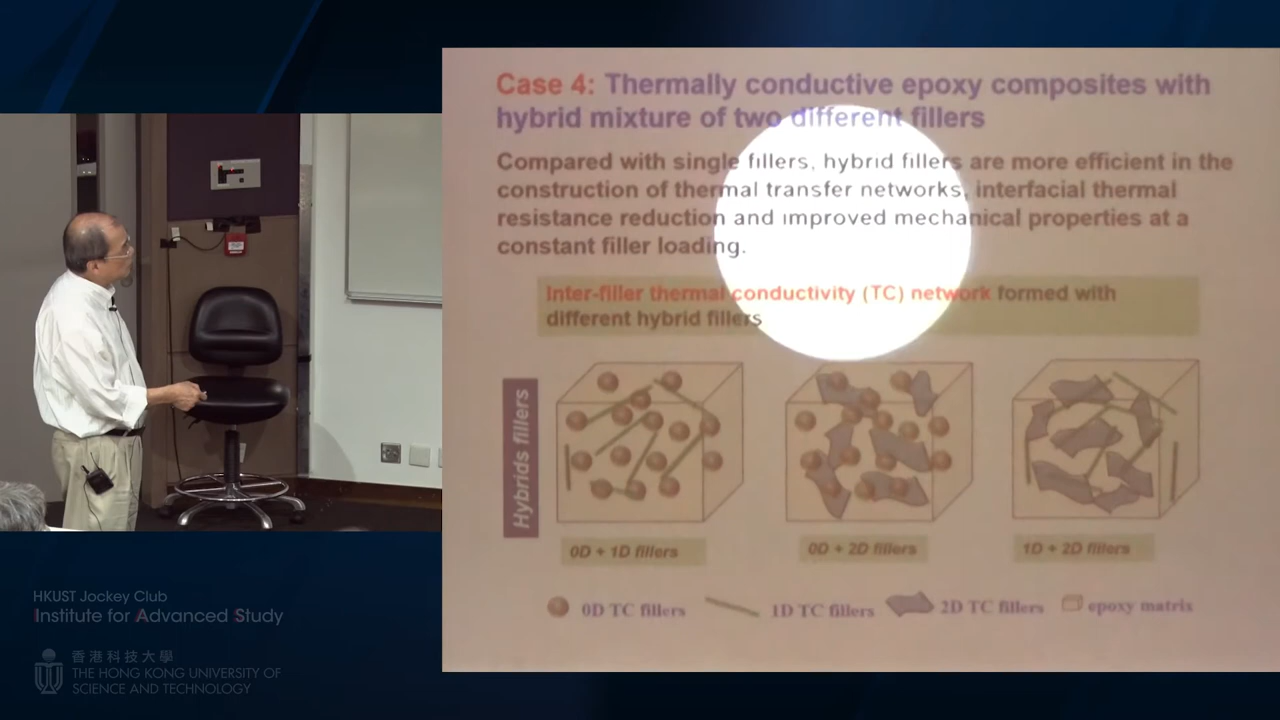 Case 4: Thermally conductive epoxy composites with
hybrid mixture of two different fillers
Compared with single fillers, hybrid fillers are more efficient in the
construction of thermal transfer networks, interfacial thermal
resistance reduction and improved mechanical properties at a
constant filler loading.
Inter-filler thermal conductivity (TC) network formed with
different hybrid fillers
Hybrids fillers
0D + 1D fillers
0D + 2D fillers
1D + 2D fillers
0D TC fillers
1D TC fillers
2D TC fillers
epoxy matrix
HKUST Jockey Club
Institute for Advanced Study
香港科技大學
THE HONG KONG UNIVERSITY OF
SCIENCE AND TECHNOLOGY